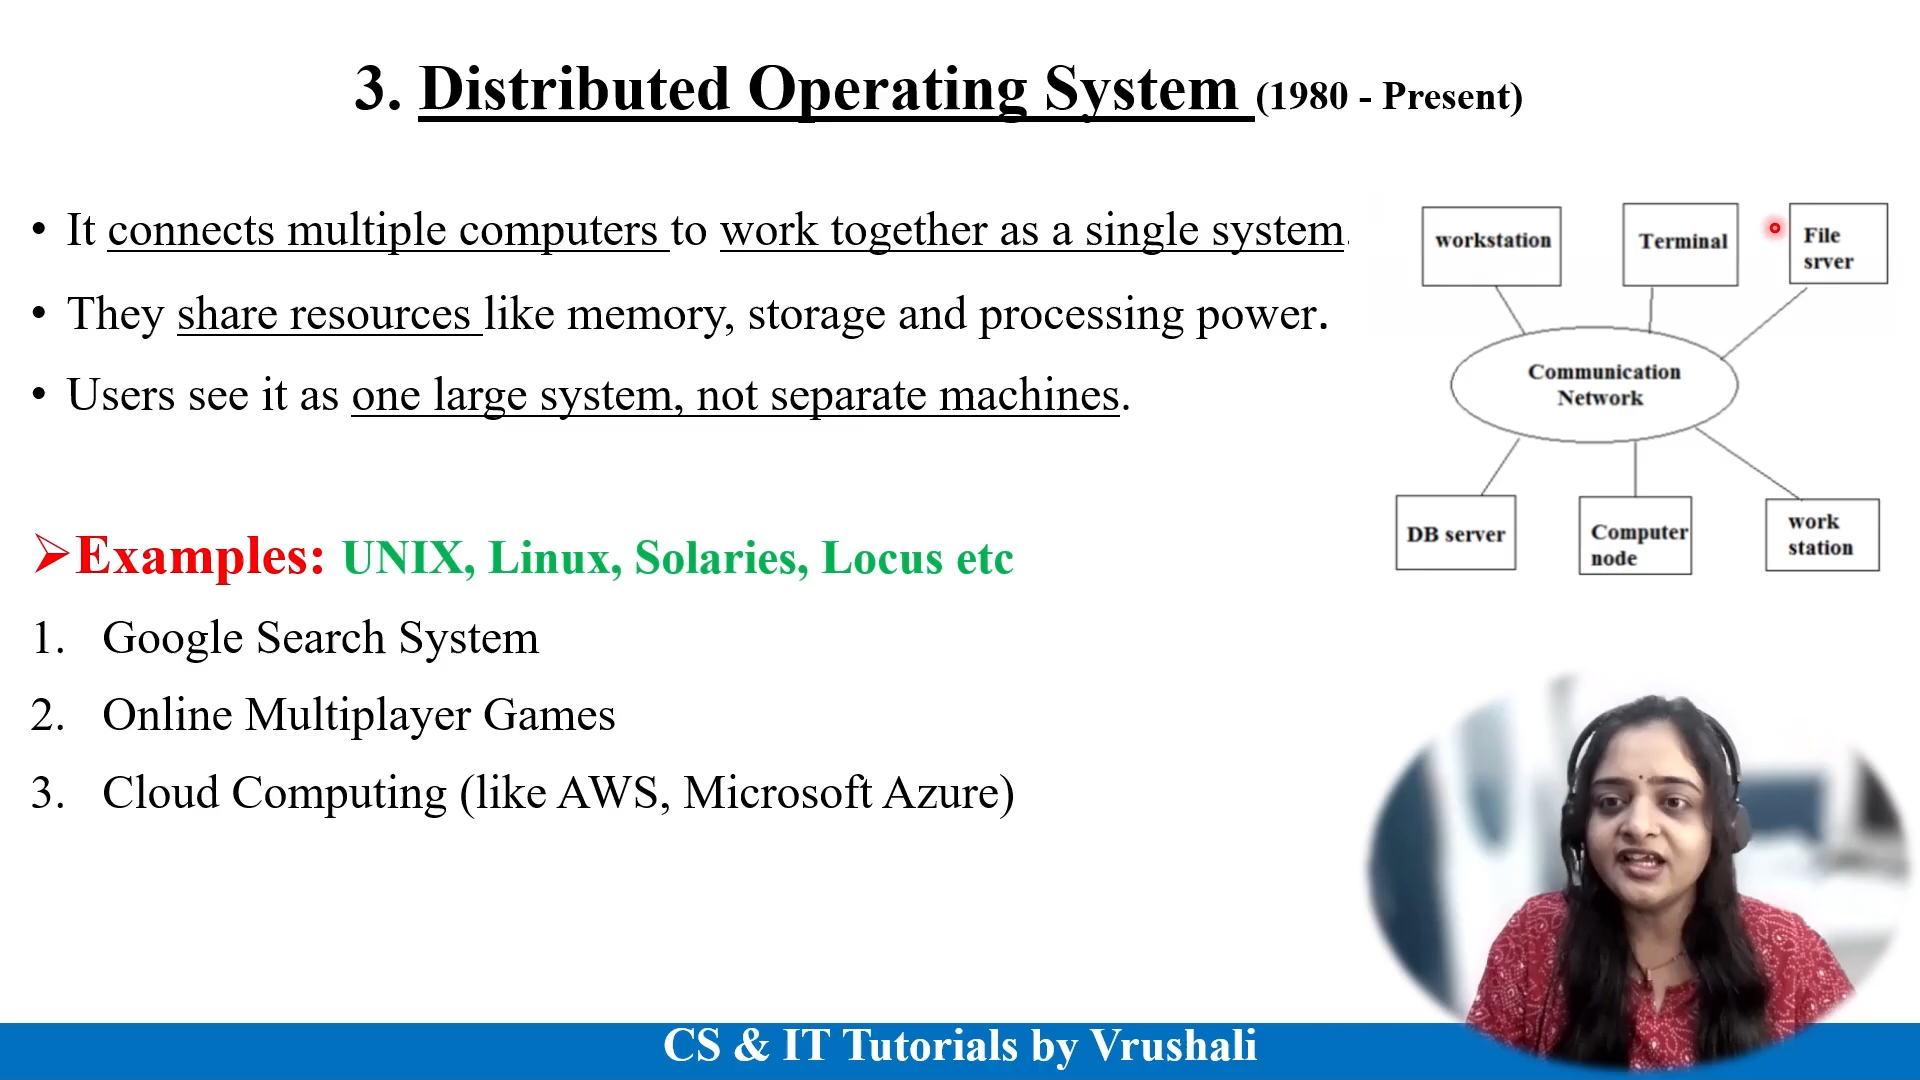 3. Distributed Operating System (1980 - Present)
• It connects multiple computers to work together as a single system.
• They share resources like memory, storage and processing power.
• Users see it as one large system, not separate machines.
➢Examples: UNIX, Linux, Solaries, Locus etc
1. Google Search System
2. Online Multiplayer Games
3. Cloud Computing (like AWS, Microsoft Azure)
workstation
Terminal
File
srver
Communication
Network
DB server
Computer
node
work
station
CS & IT Tutorials by Vrushali